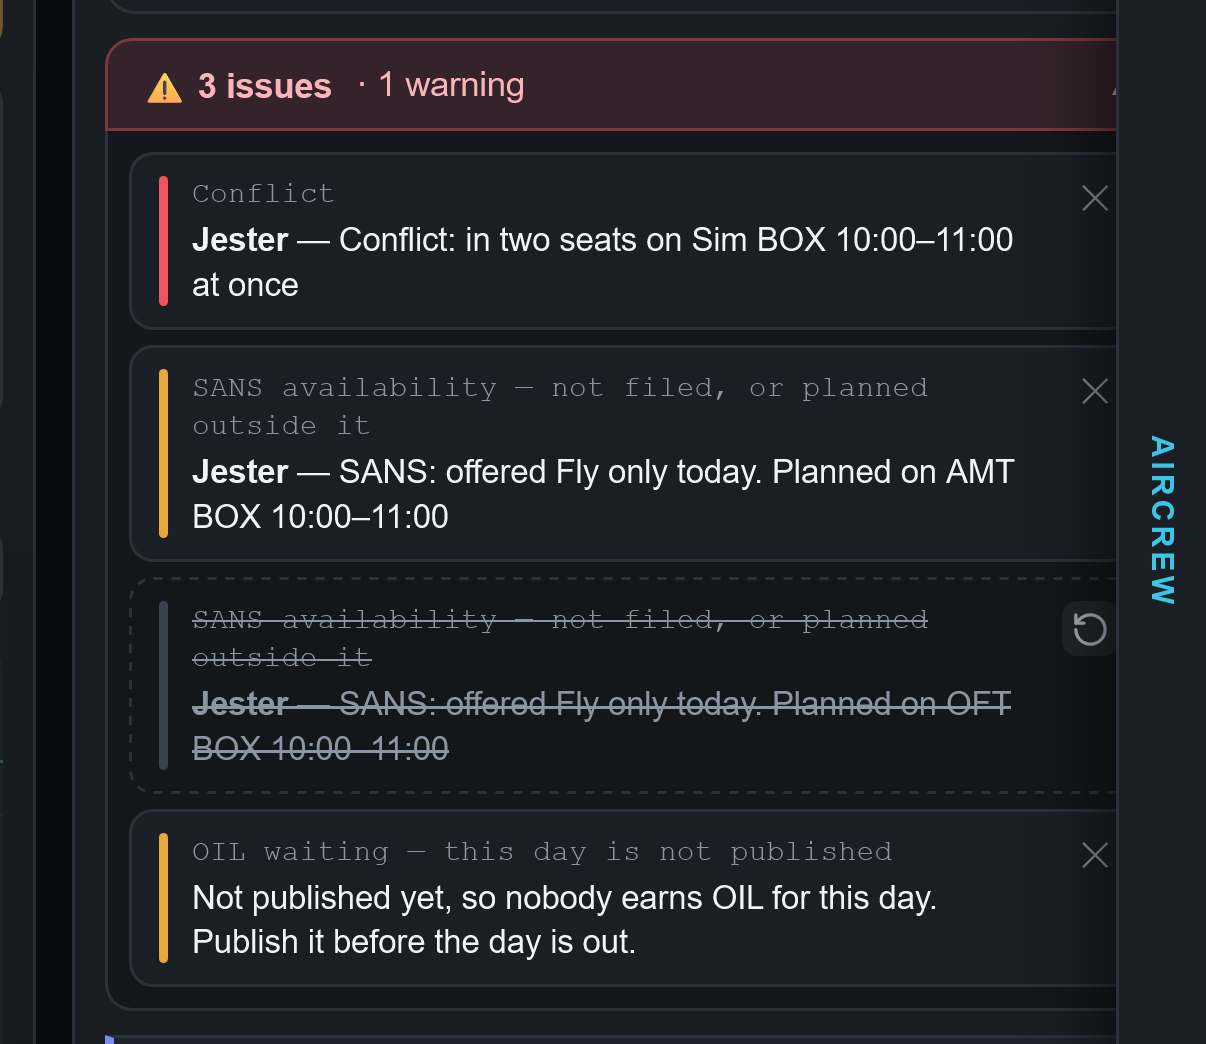 3 issues · 1 warning
Conflict
Jester — Conflict: in two seats on Sim BOX 10:00–11:00
at once
SANS availability — not filed, or planned
outside it
Jester — SANS: offered Fly only today. Planned on AMT
BOX 10:00–11:00
SANS availability — not filed, or planned
outside it
Jester — SANS: offered Fly only today. Planned on OFT
BOX 10:00–11:00
OIL waiting — this day is not published
Not published yet, so nobody earns OIL for this day.
Publish it before the day is out.
AIRCREW